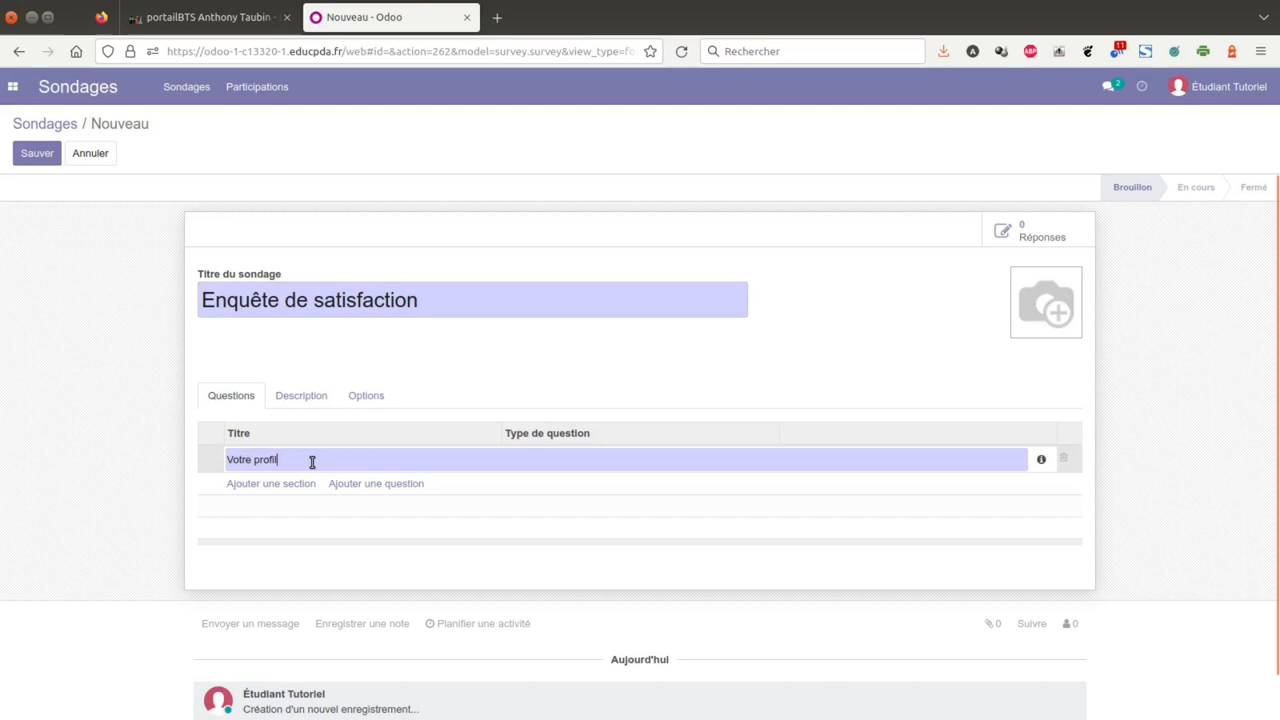 portailBTS Anthony Taubin -
Nouveau - Odoo
https://odoo-1-c13320-1.educpda.fr/web#id=&action=262&model=survey.survey&view_type=fo
Rechercher
A
ABP
11
S
Sondages
Sondages
Participations
2
Étudiant Tutoriel
Sondages / Nouveau
Sauver
Annuler
Brouillon
En cours
Fermé
0
Réponses
Titre du sondage
Enquête de satisfaction
Questions
Description
Options
Titre
Type de question
Votre profil
Ajouter une section
Ajouter une question
Envoyer un message
Enregistrer une note
Planifier une activité
0
Suivre
0
Aujourd'hui
Étudiant Tutoriel
Création d'un nouvel enregistrement...